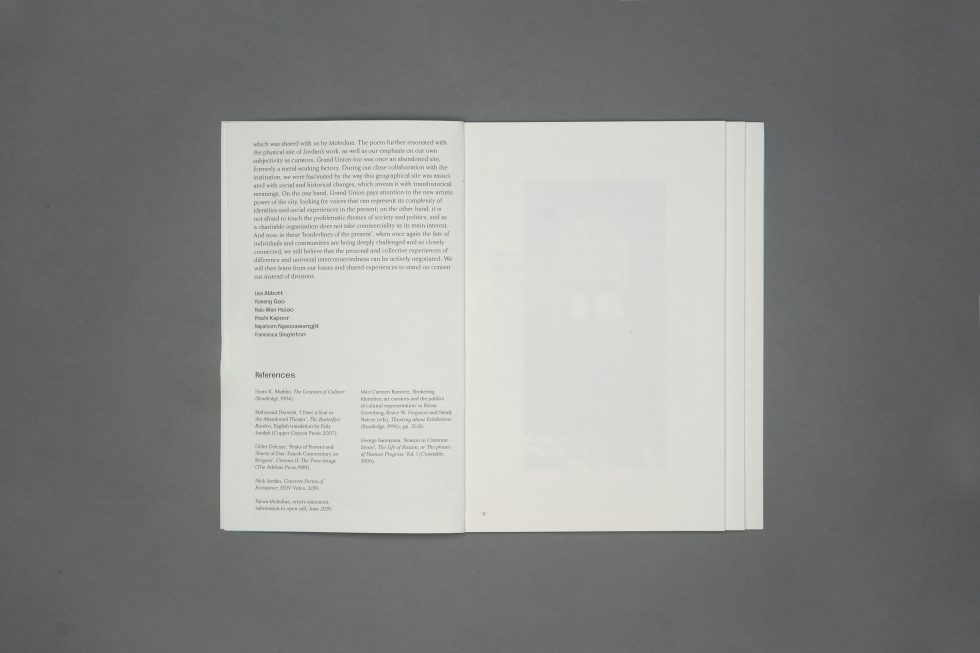 which was shared with us by Moledina. The poem further resonated with
the physical site of Jordan's work, as well as our emphasis on our own
subjectivity as curators. Grand Union too was once an abandoned site,
formerly a metal-working factory. During our close collaboration with the
institution, we were fascinated by the way this geographical site was associ-
ated with social and historical changes, which invests it with transhistorical
meanings. On the one hand, Grand Union pays attention to the new artistic
power of the city, looking for voices that can represent its complexity of
identities and social experiences in the present; on the other hand, it is
not afraid to touch the problematic themes of society and politics, and as
a charitable organisation does not take commerciality as its main interest.
And now, in these 'borderlines of the present', when once again the fate of
individuals and communities are being deeply challenged and so closely
connected, we still believe that the personal and collective experiences of
difference and universal interconnectedness can be actively negotiated. We
will then learn from our losses and shared experiences to stand on consen-
sus instead of divisions.
Lisa Abbott
Yumeng Gao
Hsiu-Wen Hsiao
Prachi Kapoor
Napatsorn Ngaosawangjit
Francesca Singleton
References
Homi K. Bhabha, The Location of Culture
(Routledge, 1994).
Mahmoud Darwish, 'I Have a Seat in
the Abandoned Theater', The Butterfly's
Burden, English translation by Fady
Joudah (Copper Canyon Press: 2007).
Gilles Deleuze, 'Peaks of Present and
Sheets of Past: Fourth Commentary on
Bergson', Cinema II: The Time Image
(The Athlone Press, 1989).
Nick Jordan, Concrete Forms of
Resistance, HDV Video, 2019.
Faisa Moledina, artist's statement,
submission to open call, June 2019.
Mari Carmen Ramirez, 'Brokering
Identities: art curators and the politics
of cultural representation' in Reesa
Greenberg, Bruce W. Ferguson and Sandy
Nairne (eds), Thinking about Exhibitions
(Routledge, 1996), pp. 15-26.
George Santayana, 'Reason in Common
Sense', The Life of Reason: or The phases
of Human Progress, Vol. 1 (Constable,
1906).